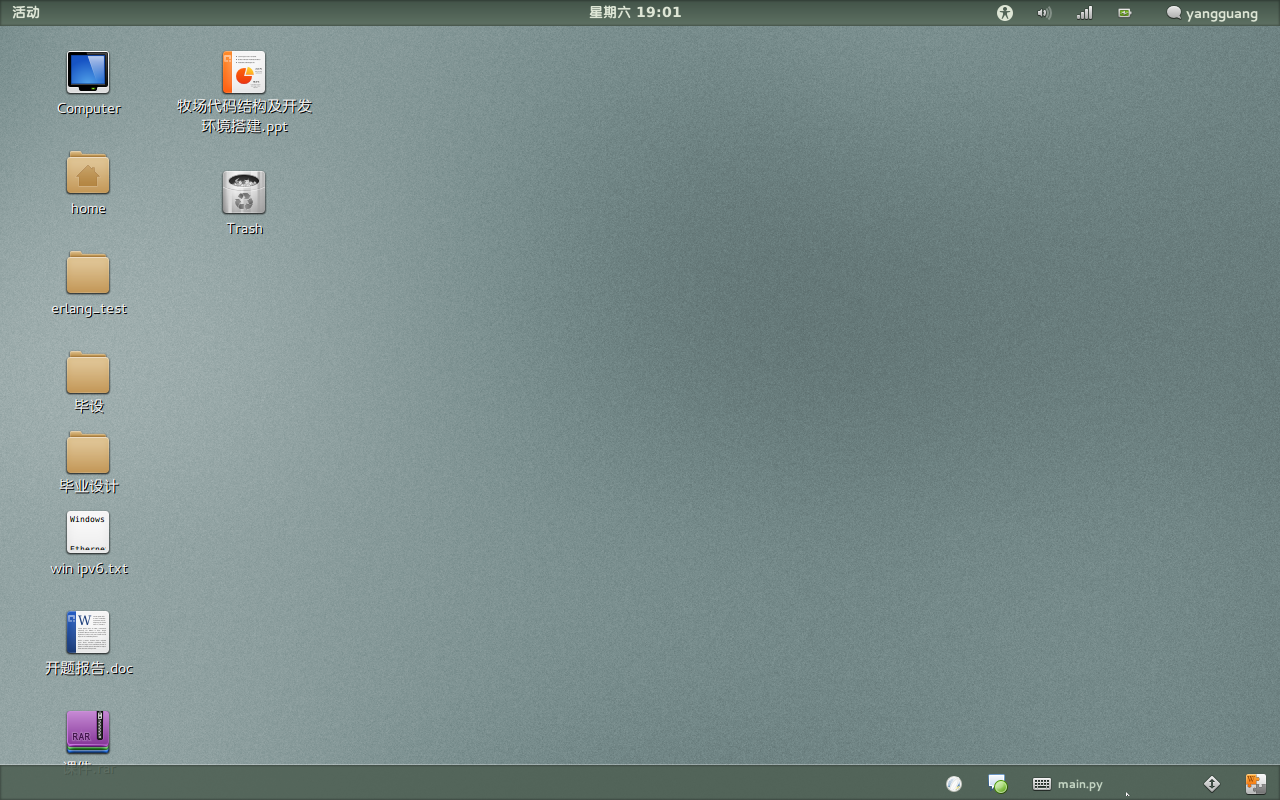 活动
星期六 19:01
yangguang
Computer
牧场代码结构及开发
环境搭建.ppt
home
Trash
erlang_test
毕设
毕业设计
Windows
Etherne
win ipv6.txt
W
开题报告.doc
RAR
main.py